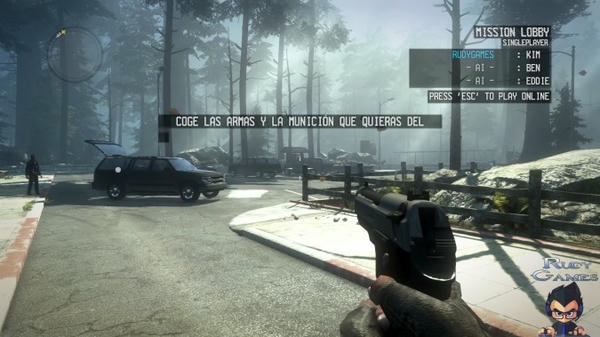 MISSION LOBBY
SINGLEPLAYER
RUDYGAMES : KIM
- AI - : BEN
- AI - : EDDIE
PRESS 'ESC' TO PLAY ONLINE
COGE LAS ARMAS Y LA MUNICIÓN QUE QUIERAS DEL
RUDY
GAMES